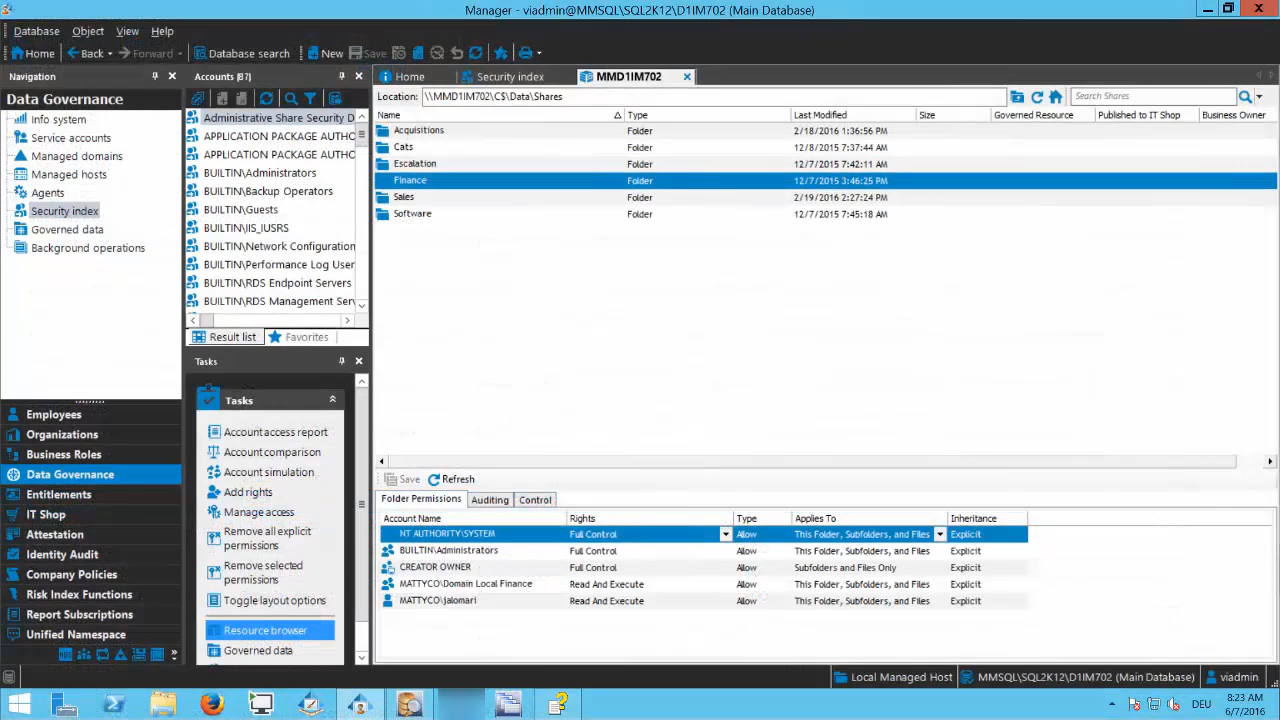 Manager - viadmin@MMSQL\SQL2K12\D1IM702 (Main Database)
Database Object View Help
Home Back Forward Database search New Save
Navigation
Data Governance
Info system
Service accounts
Managed domains
Managed hosts
Agents
Security index
Governed data
Background operations
Employees
Organizations
Business Roles
Data Governance
Entitlements
IT Shop
Attestation
Identity Audit
Company Policies
Risk Index Functions
Report Subscriptions
Unified Namespace
Accounts (87)
Administrative Share Security D
APPLICATION PACKAGE AUTHO
APPLICATION PACKAGE AUTHO
BUILTIN\Administrators
BUILTIN\Backup Operators
BUILTIN\Guests
BUILTIN\IIS_IUSRS
BUILTIN\Network Configuration
BUILTIN\Performance Log User
BUILTIN\RDS Endpoint Servers
BUILTIN\RDS Management Serv
Result list Favorites
Tasks
Tasks
Account access report
Account comparison
Account simulation
Add rights
Manage access
Remove all explicit
permissions
Remove selected
permissions
Toggle layout options
Resource browser
Governed data
Home Security index MMD1IM702
Location: \\MMD1IM702\C$\Data\Shares Search Shares
Name Type Last Modified Size Governed Resource Published to IT Shop Business Owner
Acquisitions Folder 2/18/2016 1:36:56 PM
Cats Folder 12/8/2015 7:37:44 AM
Escalation Folder 12/7/2015 7:42:11 AM
Finance Folder 12/7/2015 3:46:25 PM
Sales Folder 2/19/2016 2:27:24 PM
Software Folder 12/7/2015 7:45:18 AM
Save Refresh
Folder Permissions Auditing Control
Account Name Rights Type Applies To Inheritance
NT AUTHORITY\SYSTEM Full Control Allow This Folder, Subfolders, and Files Explicit
BUILTIN\Administrators Full Control Allow This Folder, Subfolders, and Files Explicit
CREATOR OWNER Full Control Allow Subfolders and Files Only Explicit
MATTYCO\Domain Local Finance Read And Execute Allow This Folder, Subfolders, and Files Explicit
MATTYCO\jalomari Read And Execute Allow This Folder, Subfolders, and Files Explicit
Local Managed Host MMSQL\SQL2K12\D1IM702 (Main Database) viadmin
DEU
8:23 AM
6/7/2016